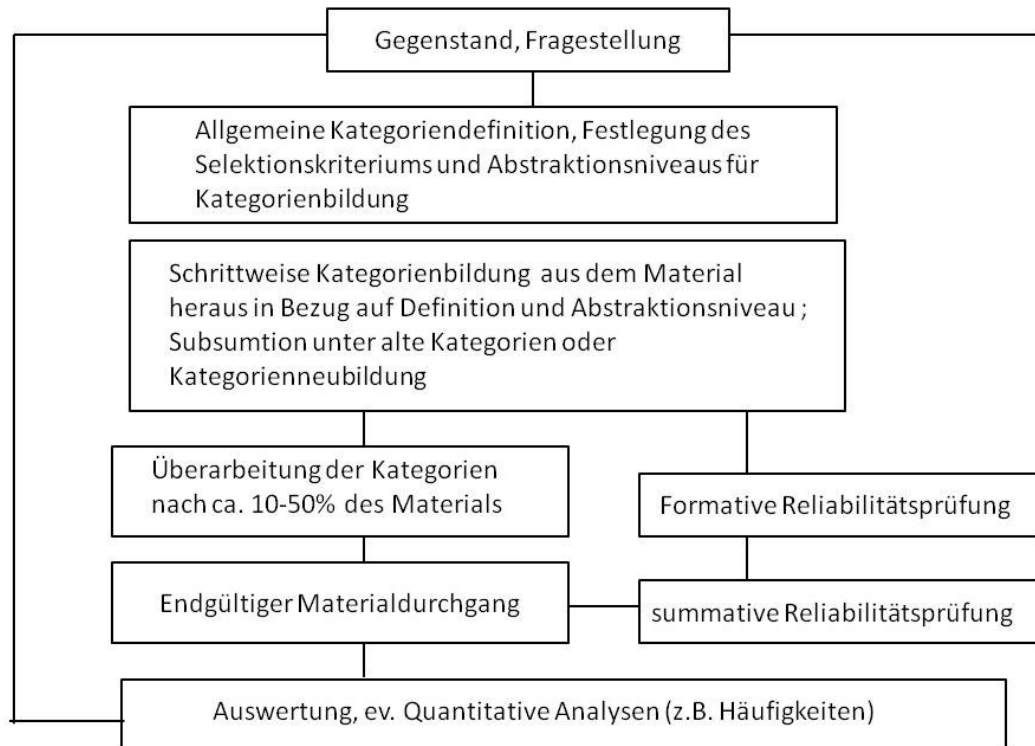 Gegenstand, Fragestellung
Allgemeine Kategoriendefinition, Festlegung des
Selektionskriteriums und Abstraktionsniveaus für
Kategorienbildung
Schrittweise Kategorienbildung aus dem Material
heraus in Bezug auf Definition und Abstraktionsniveau ;
Subsumtion unter alte Kategorien oder
Kategorienneubildung
Überarbeitung der Kategorien
nach ca. 10-50% des Materials
Formative Reliabilitätsprüfung
Endgültiger Materialdurchgang
summative Reliabilitätsprüfung
Auswertung, ev. Quantitative Analysen (z.B. Häufigkeiten)